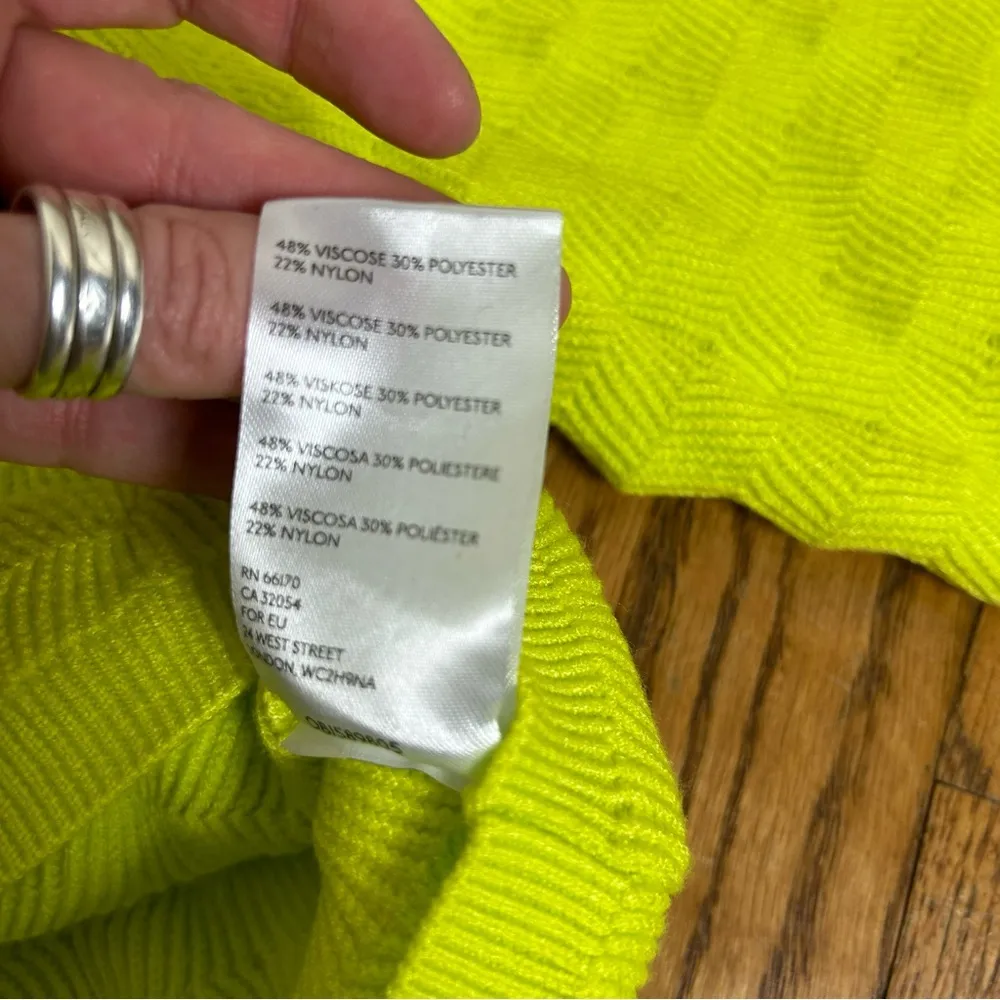 48% VISCOSE 30% POLYESTER
22% NYLON
48% VISCOSE 30% POLYESTER
22% NYLON
48% VISKOSE 30% POLYESTER
22% NYLON
48% VISCOSA 30% POLIESTERE
22% NYLON
48% VISCOSA 30% POLIÉSTER
22% NYLON
RN 66170
CA 32054
FOR EU
WEST STREET
LONDON, WC2H9NA